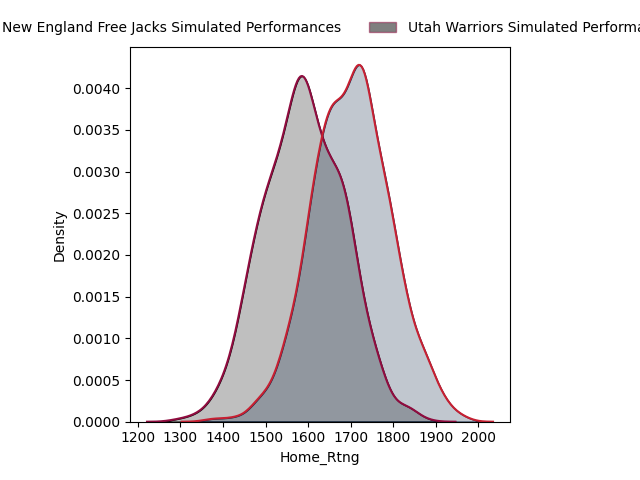 New England Free Jacks Simulated Performances
Utah Warriors Simulated
Density
0.0040
0.0035
0.0030
0.0025
0.0020
0.0015
0.0010
0.0005
0.0000
1200 1300 1400 1500 1600 1700 1800 1900 2000
Home_Rtng